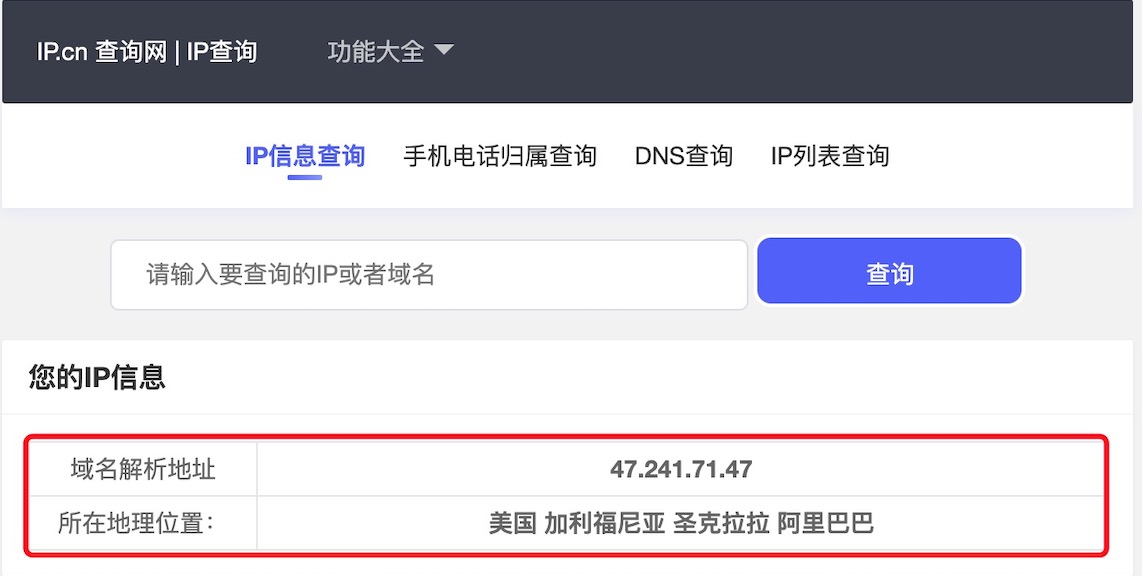 IP.cn 查询网 | IP查询 功能大全
IP信息查询 手机电话归属查询 DNS查询 IP列表查询
请输入要查询的IP或者域名 查询
您的IP信息
域名解析地址 47.241.71.47
所在地理位置： 美国 加利福尼亚 圣克拉拉 阿里巴巴